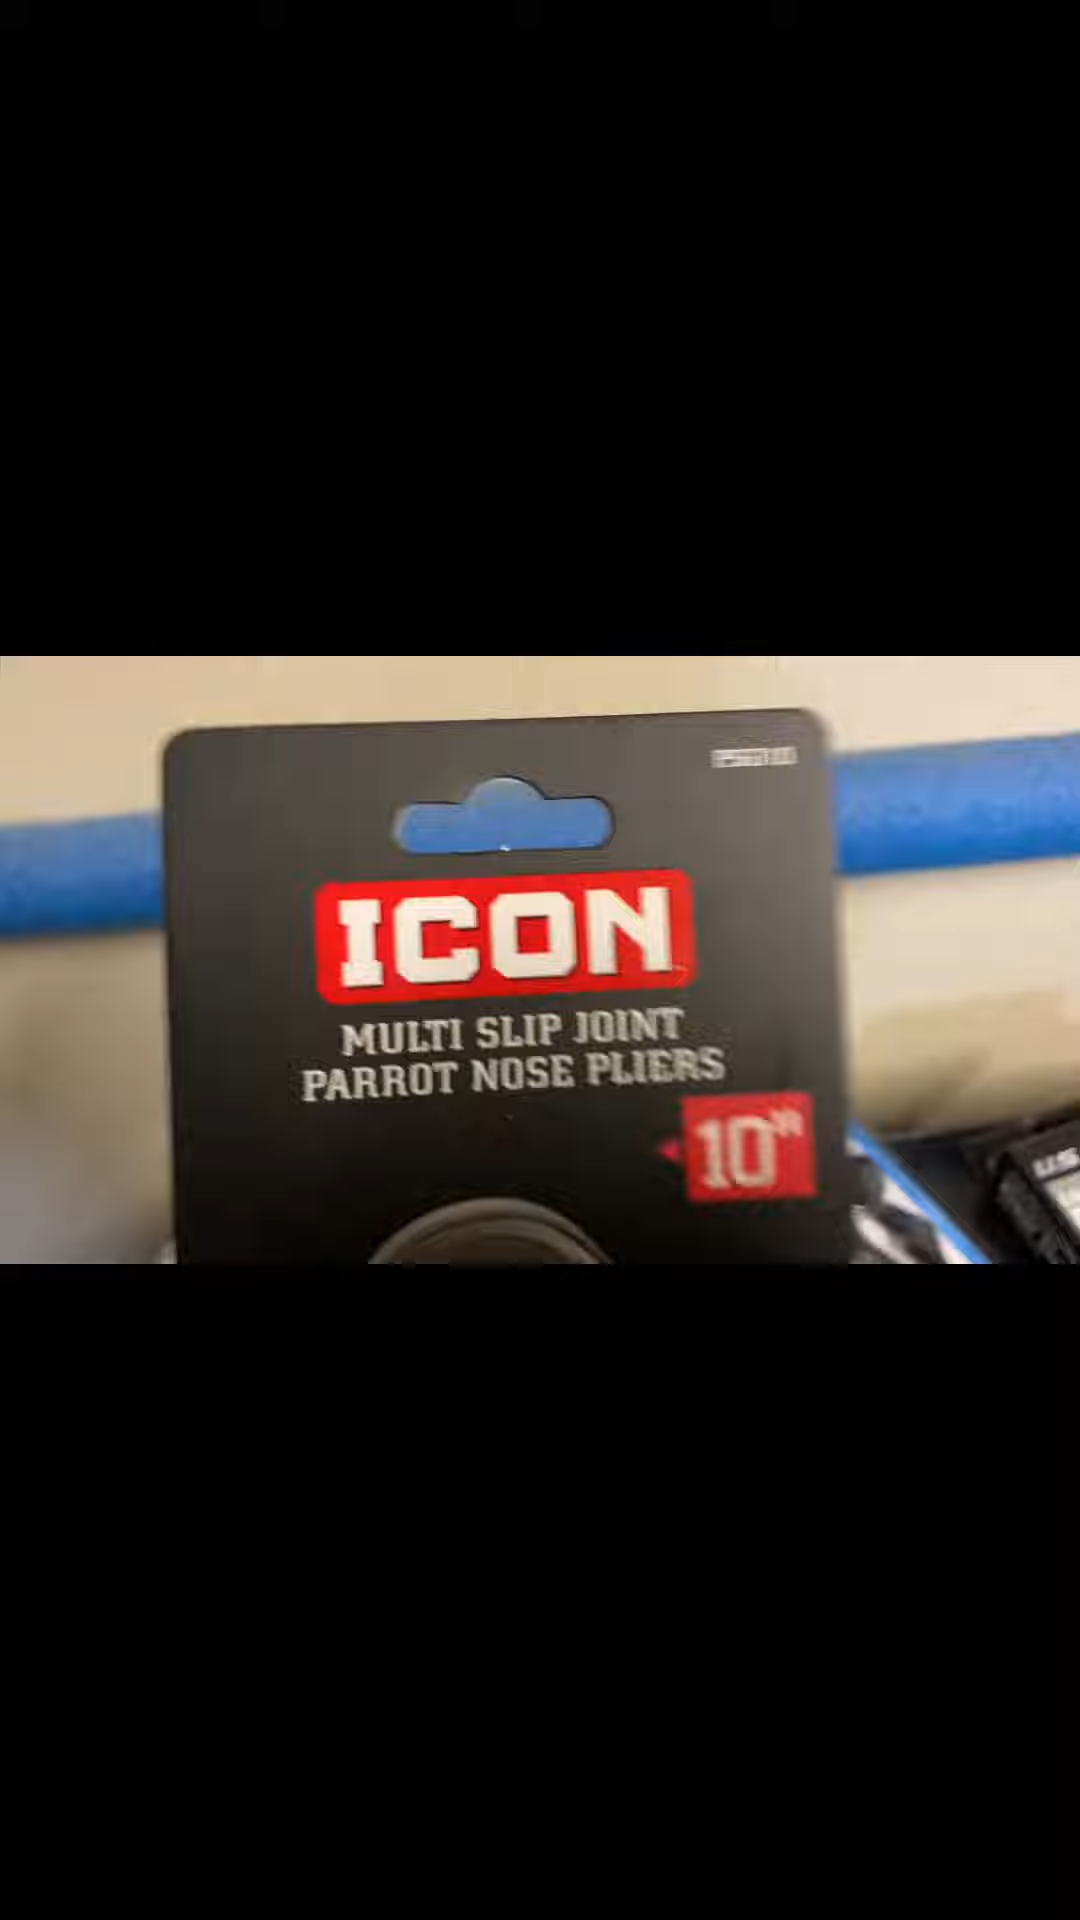 ICON
MULTI SLIP JOINT
PARROT NOSE PLIERS
10"
U.S.